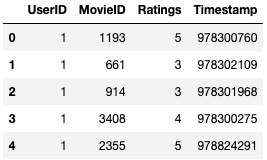 UserID MovieID Ratings Timestamp
0 1 1193 5 978300760
1 1 661 3 978302109
2 1 914 3 978301968
3 1 3408 4 978300275
4 1 2355 5 978824291